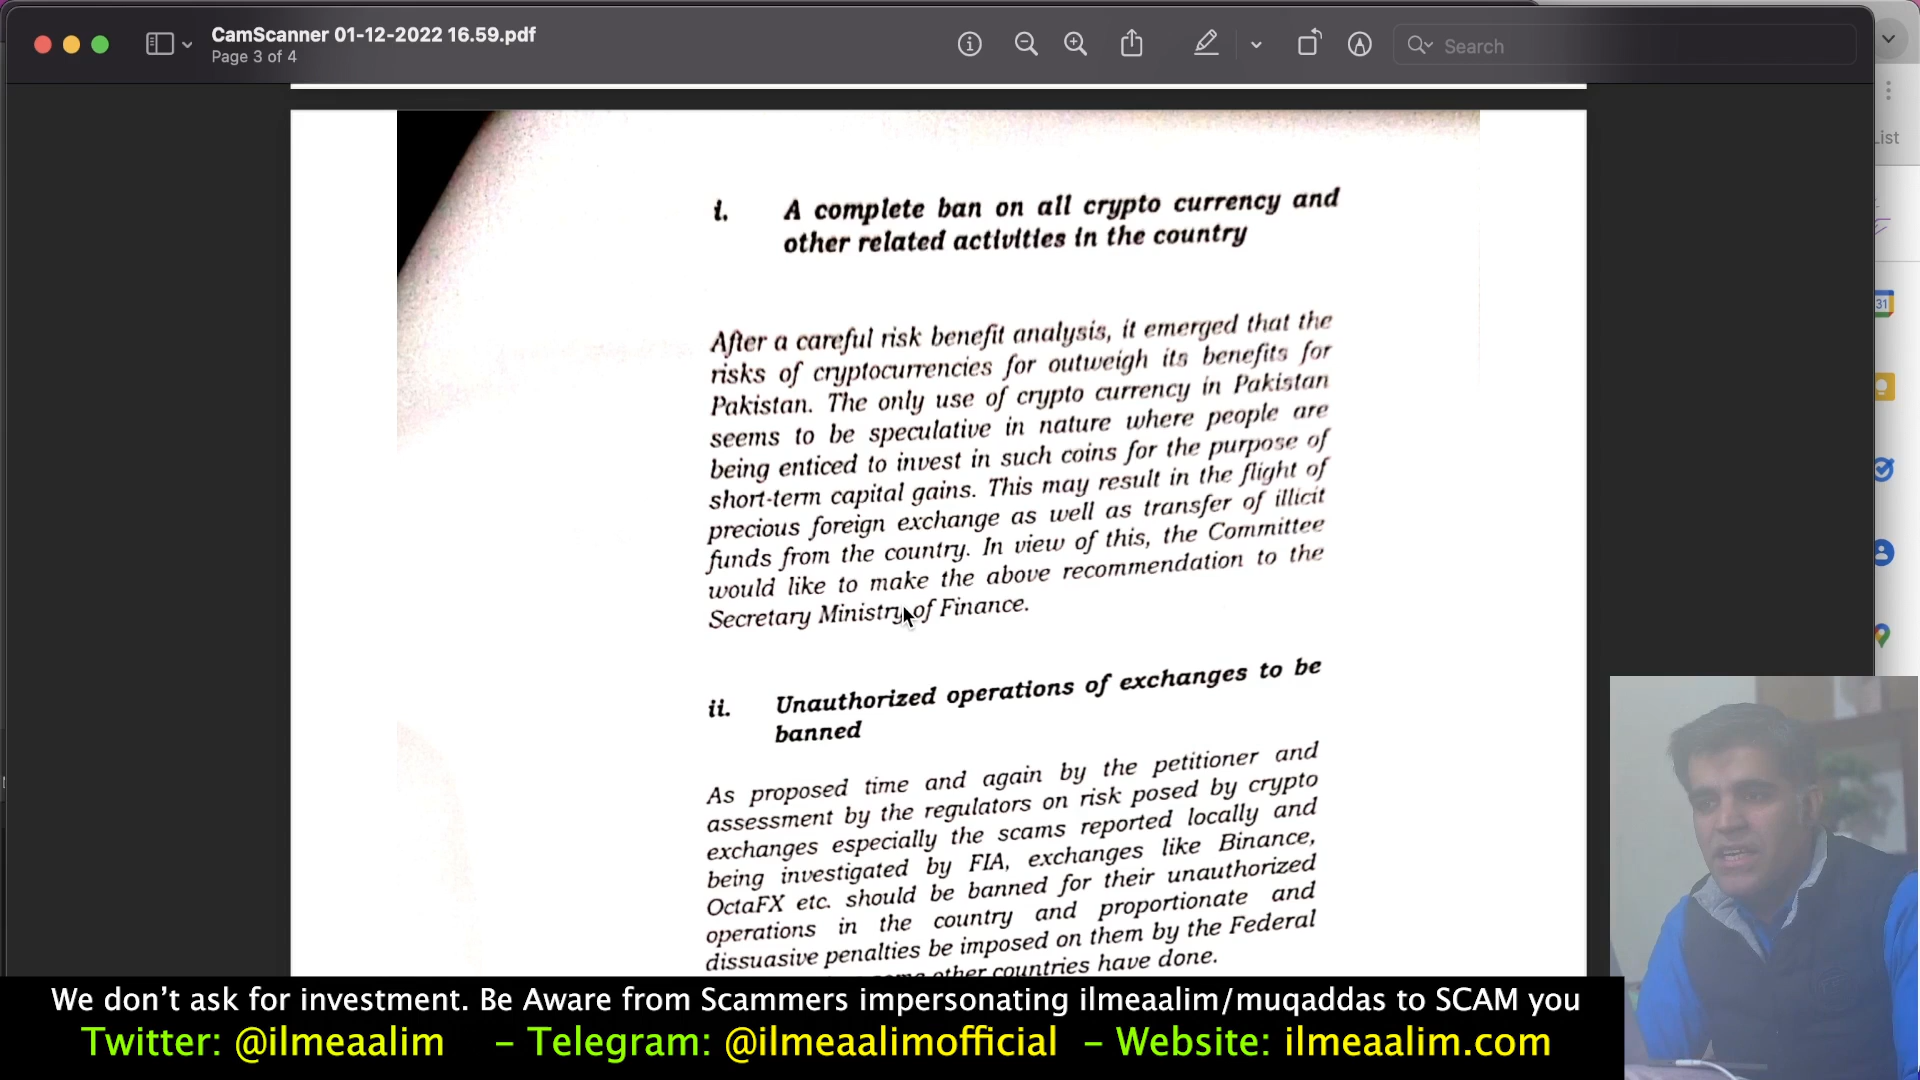 CamScanner 01-12-2022 16.59.pdf
Page 3 of 4
Search
List
i. A complete ban on all crypto currency and
other related activities in the country
After a careful risk benefit analysis, it emerged that the
risks of cryptocurrencies for outweigh its benefits for
Pakistan. The only use of crypto currency in Pakistan
seems to be speculative in nature where people are
being enticed to invest in such coins for the purpose of
short-term capital gains. This may result in the flight of
precious foreign exchange as well as transfer of illicit
funds from the country. In view of this, the Committee
would like to make the above recommendation to the
Secretary Ministry of Finance.
31
ii. Unauthorized operations of exchanges to be
banned
As proposed time and again by the petitioner and
assessment by the regulators on risk posed by crypto
exchanges especially the scams reported locally and
being investigated by FIA, exchanges like Binance,
OctaFX etc. should be banned for their unauthorized
operations in the country and proportionate and
dissuasive penalties be imposed on them by the Federal
other countries have done.
We don't ask for investment. Be Aware from Scammers impersonating ilmeaalim/muqaddas to SCAM you
Twitter: @ilmeaalim – Telegram: @ilmeaalimofficial – Website: ilmeaalim.com